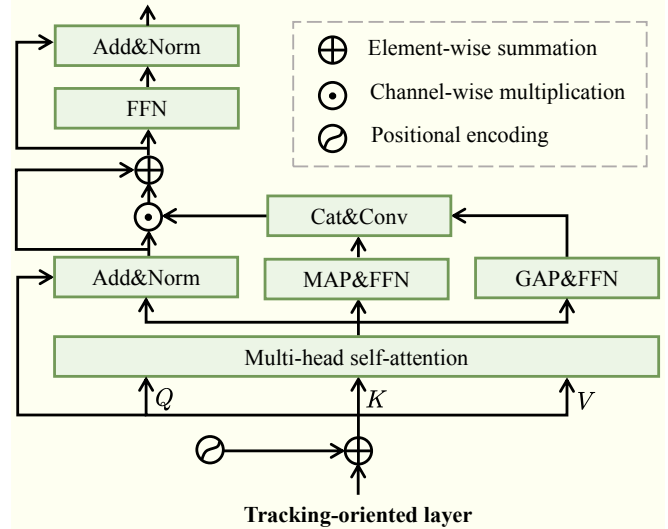 Add&Norm
FFN
Element-wise summation
Channel-wise multiplication
Positional encoding
Cat&Conv
Add&Norm
MAP&FFN
GAP&FFN
Multi-head self-attention
Q
K
V
Tracking-oriented layer